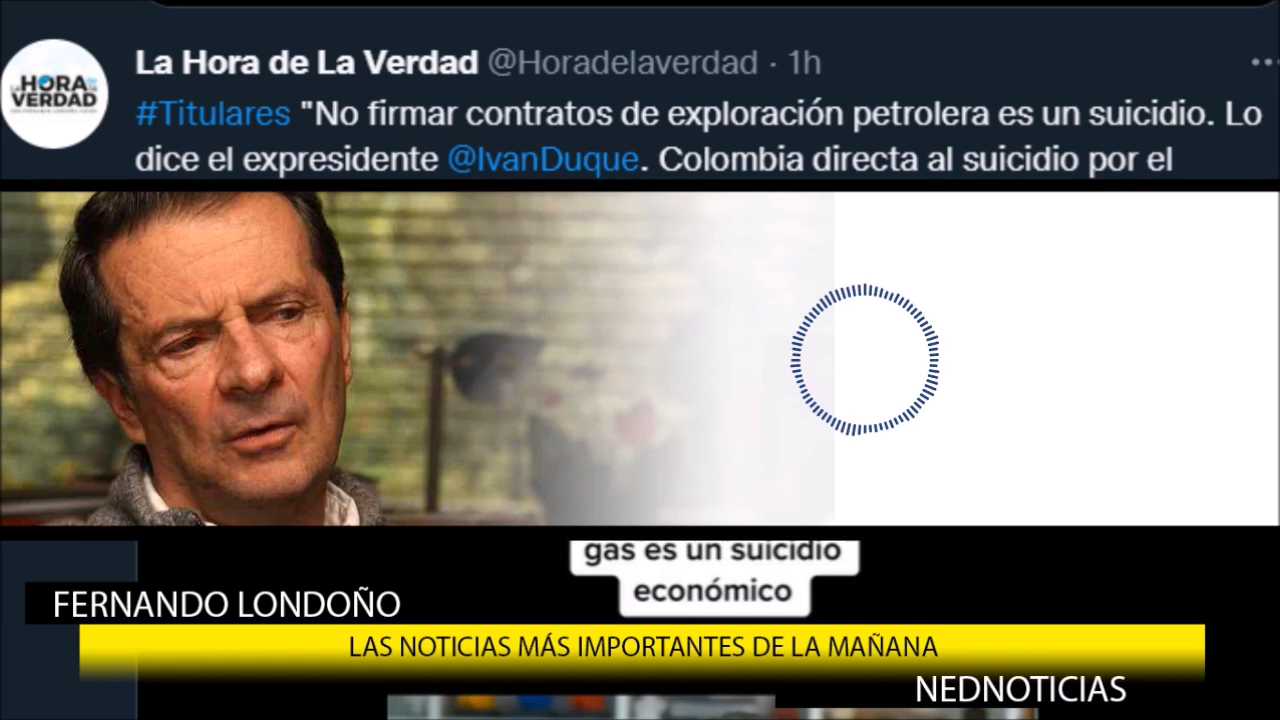 La Hora de La Verdad @Horadelaverdad · 1h
HORA
VERDAD
#Titulares "No firmar contratos de exploración petrolera es un suicidio. Lo
dice el expresidente @IvanDuque. Colombia directa al suicidio por el
gas es un suicidio
económico
FERNANDO LONDOÑO
LAS NOTICIAS MÁS IMPORTANTES DE LA MAÑANA
NEDNOTICIAS